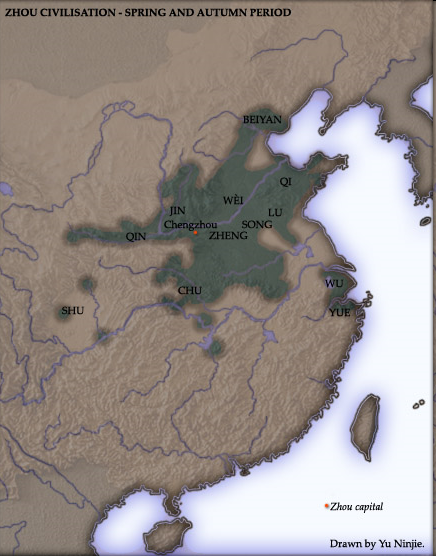 ZHOU CIVILISATION - SPRING AND AUTUMN PERIOD
BEIYAN
QI
WÈI
LU
JIN
Chengzhou
SONG
QIN
ZHENG
WU
CHU
SHU
YUE
Zhou capital
Drawn by Yu Ninjie.